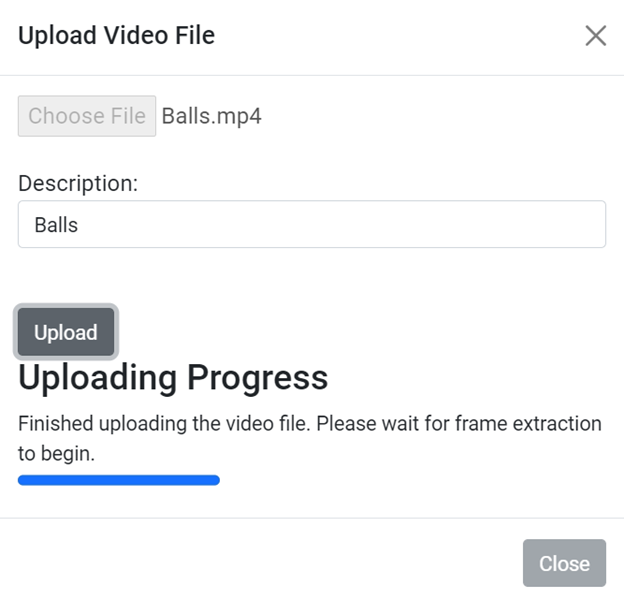 Upload Video File
Choose File Balls.mp4
Description:
Balls
Upload
Uploading Progress
Finished uploading the video file. Please wait for frame extraction
to begin.
Close